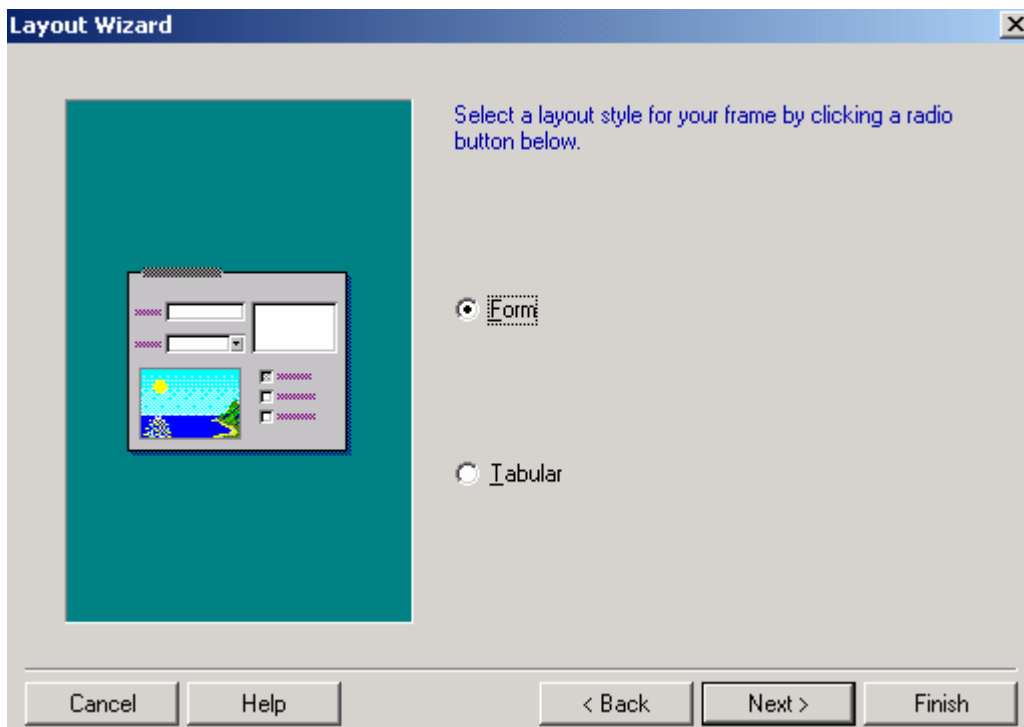 Layout Wizard
Select a layout style for your frame by clicking a radio
button below.
Form
Tabular
Cancel
Help
< Back
Next >
Finish